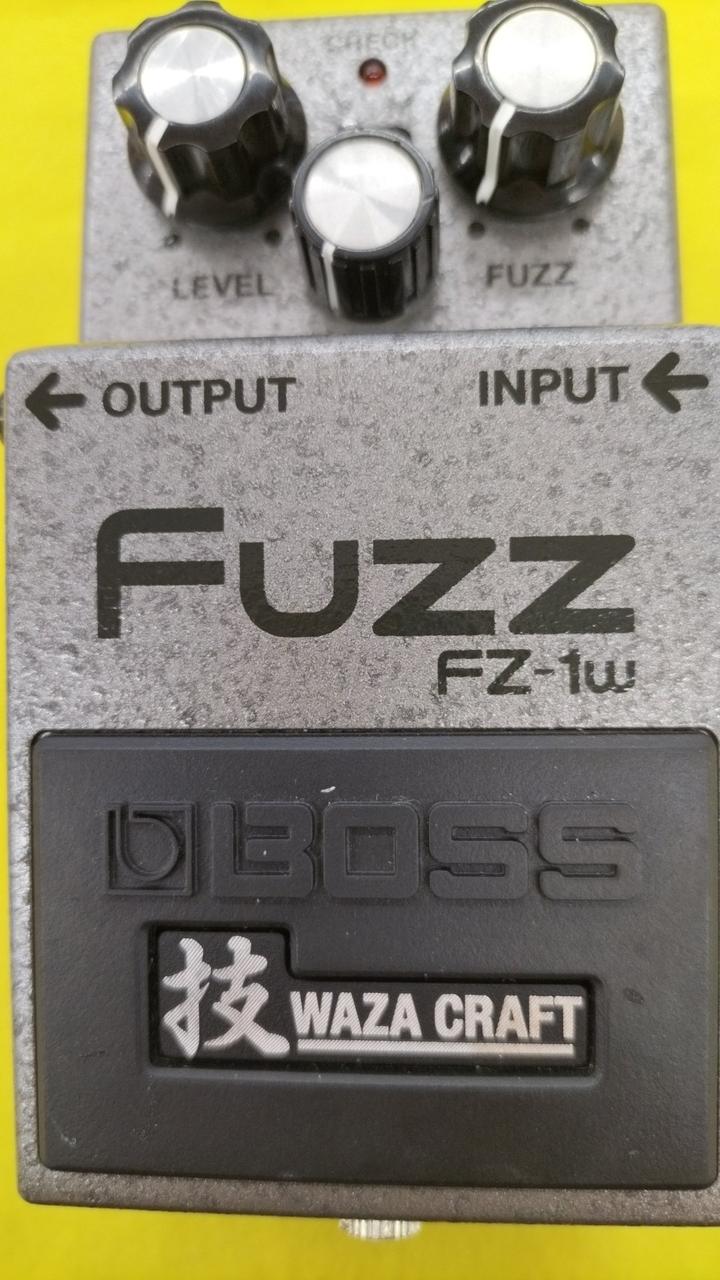 CHECK
LEVEL
FUZZ
← OUTPUT
INPUT ←
Fuzz
FZ-1w
BOSS
技 WAZA CRAFT